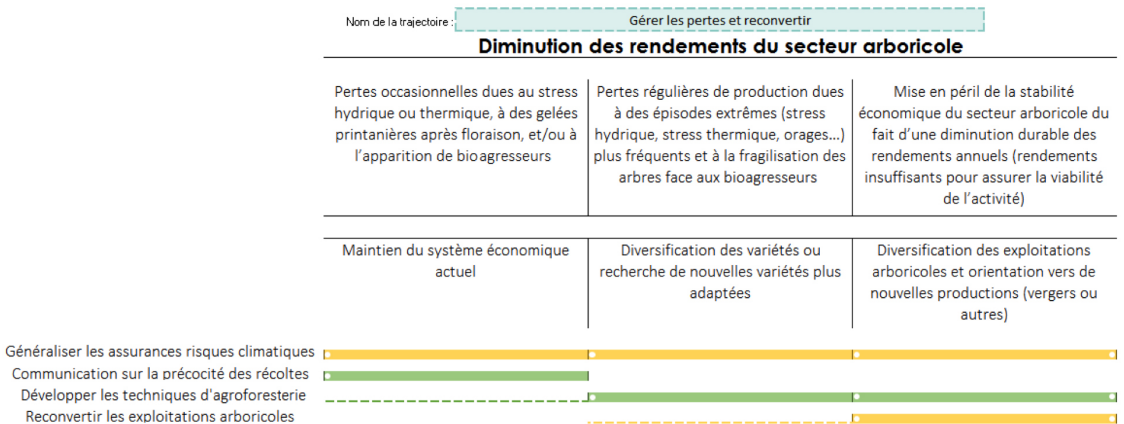 Nom de la trajectoire :
Gérer les pertes et reconvertir
Diminution des rendements du secteur arboricole
Pertes occasionnelles dues au stress
hydrique ou thermique, à des gelées
printanières après floraison, et/ou à
l'apparition de bioagresseurs
Pertes régulières de production dues
à des épisodes extrêmes (stress
hydrique, stress thermique, orages...)
plus fréquents et à la fragilisation des
arbres face aux bioagresseurs
Mise en péril de la stabilité
économique du secteur arboricole du
fait d'une diminution durable des
rendements annuels (rendements
insuffisants pour assurer la viabilité
de l'activité)
Maintien du système économique
actuel
Diversification des variétés ou
recherche de nouvelles variétés plus
adaptées
Diversification des exploitations
arboricoles et orientation vers de
nouvelles productions (vergers ou
autres)
Généraliser les assurances risques climatiques
Communication sur la précocité des récoltes
Développer les techniques d'agroforesterie
Reconvertir les exploitations arboricoles